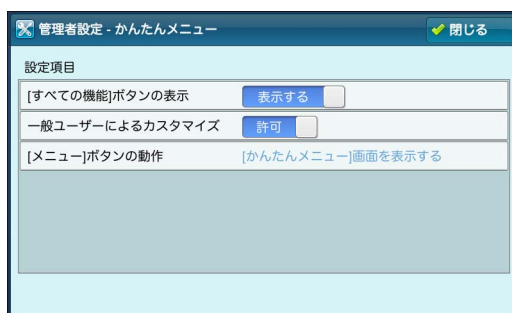 管理者設定 - かんたんメニュー
閉じる
設定項目
[すべての機能]ボタンの表示
表示する
一般ユーザーによるカスタマイズ
許可
[メニュー]ボタンの動作
[かんたんメニュー]画面を表示する